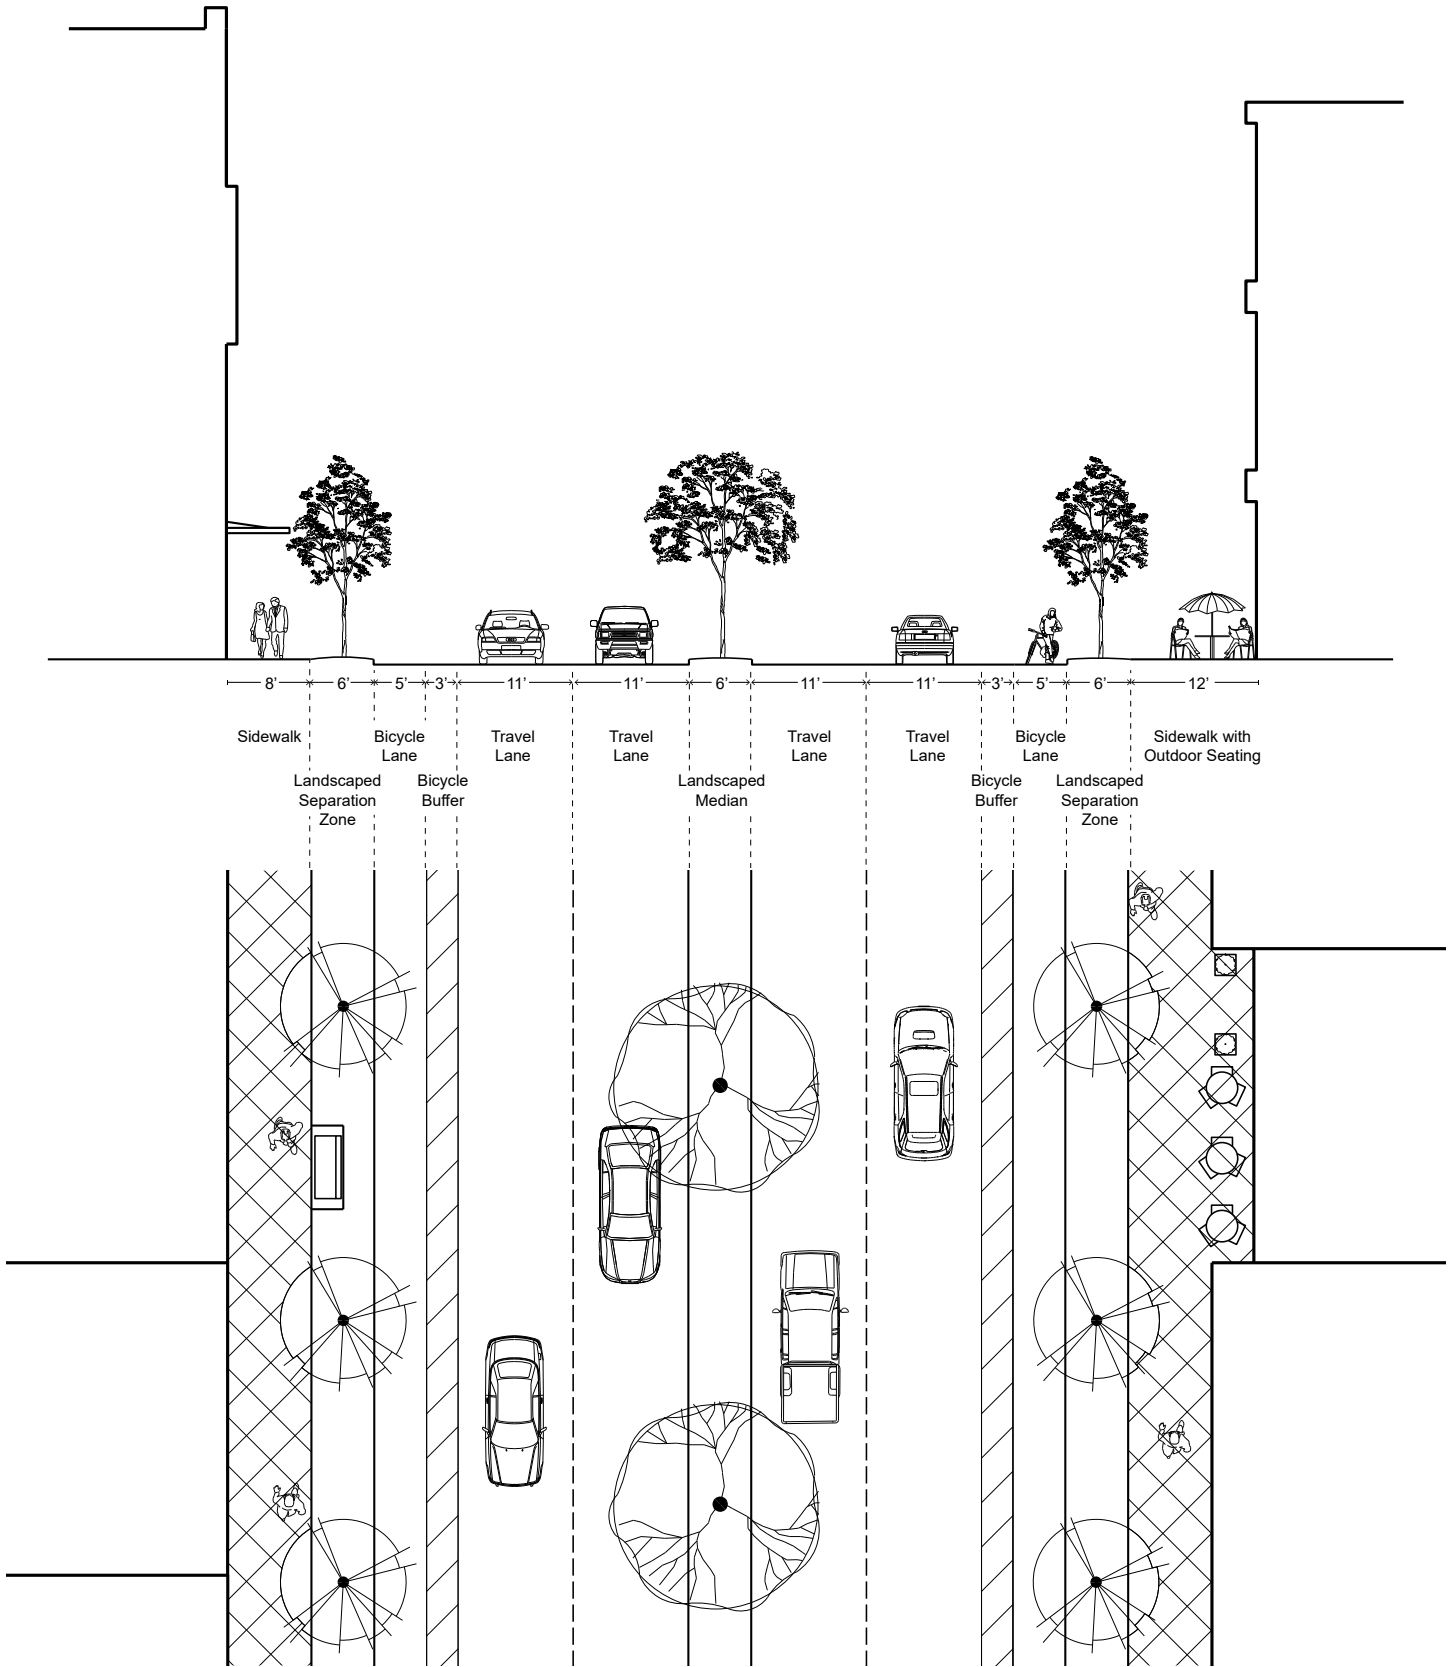 8’ 6’ 5’ 3’ 11’ 11’ 6’ 11’ 11’ 3’ 5’ 6’ 12’
Sidewalk
Landscaped
Separation
Zone
Bicycle
Lane
Bicycle
Buffer
Travel
Lane
Travel
Lane
Landscaped
Median
Travel
Lane
Travel
Lane
Bicycle
Buffer
Bicycle
Lane
Landscaped
Separation
Zone
Sidewalk with
Outdoor Seating